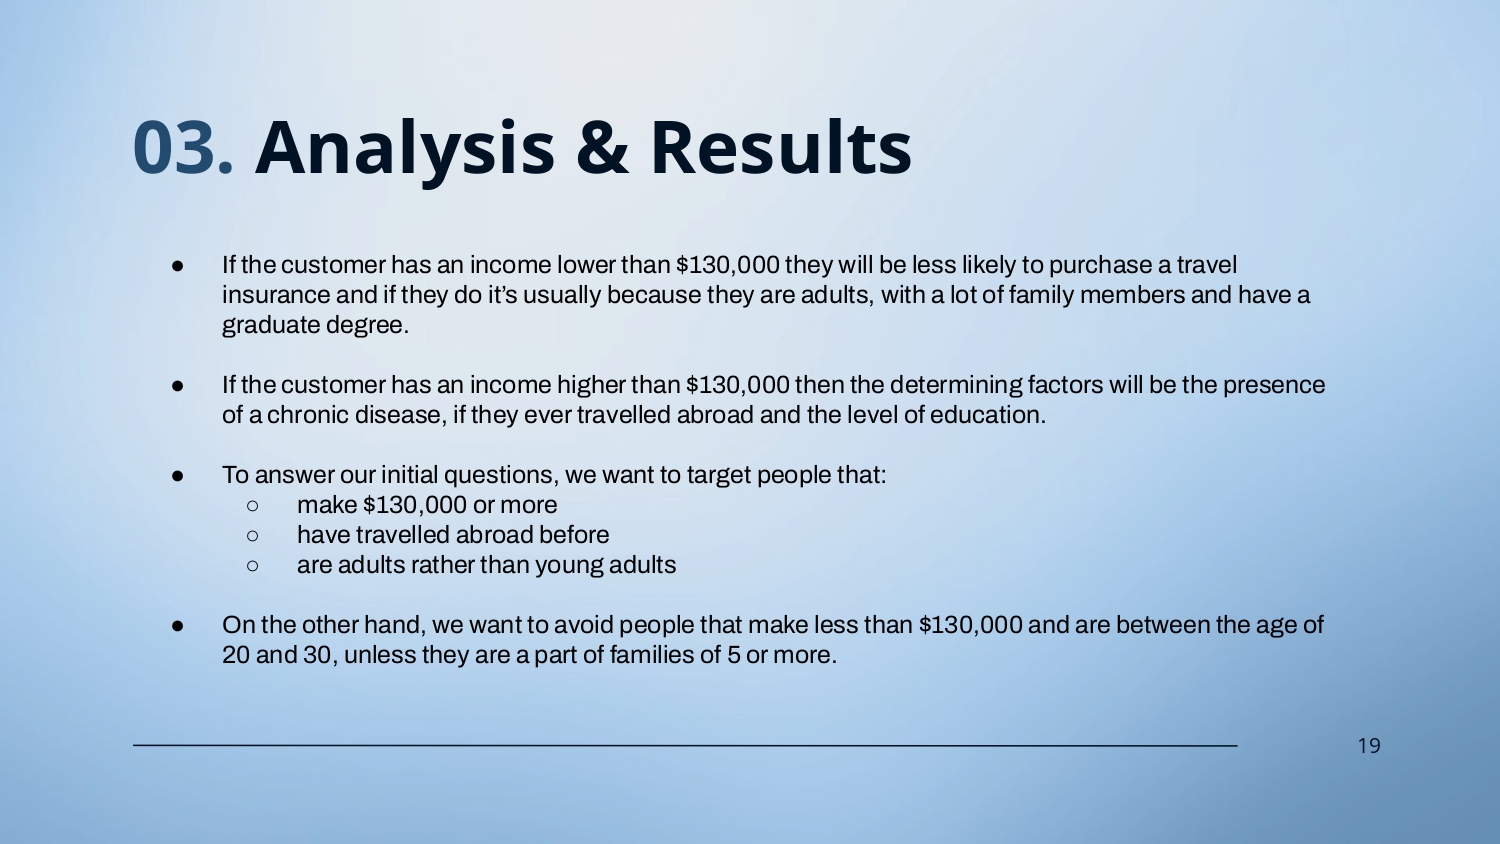 03. Analysis & Results
● If the customer has an income lower than $130,000 they will be less likely to purchase a travel
insurance and if they do it’s usually because they are adults, with a lot of family members and have a
graduate degree.
● If the customer has an income higher than $130,000 then the determining factors will be the presence
of a chronic disease, if they ever travelled abroad and the level of education.
● To answer our initial questions, we want to target people that:
○ make $130,000 or more
○ have travelled abroad before
○ are adults rather than young adults
● On the other hand, we want to avoid people that make less than $130,000 and are between the age of
20 and 30, unless they are a part of families of 5 or more.
19